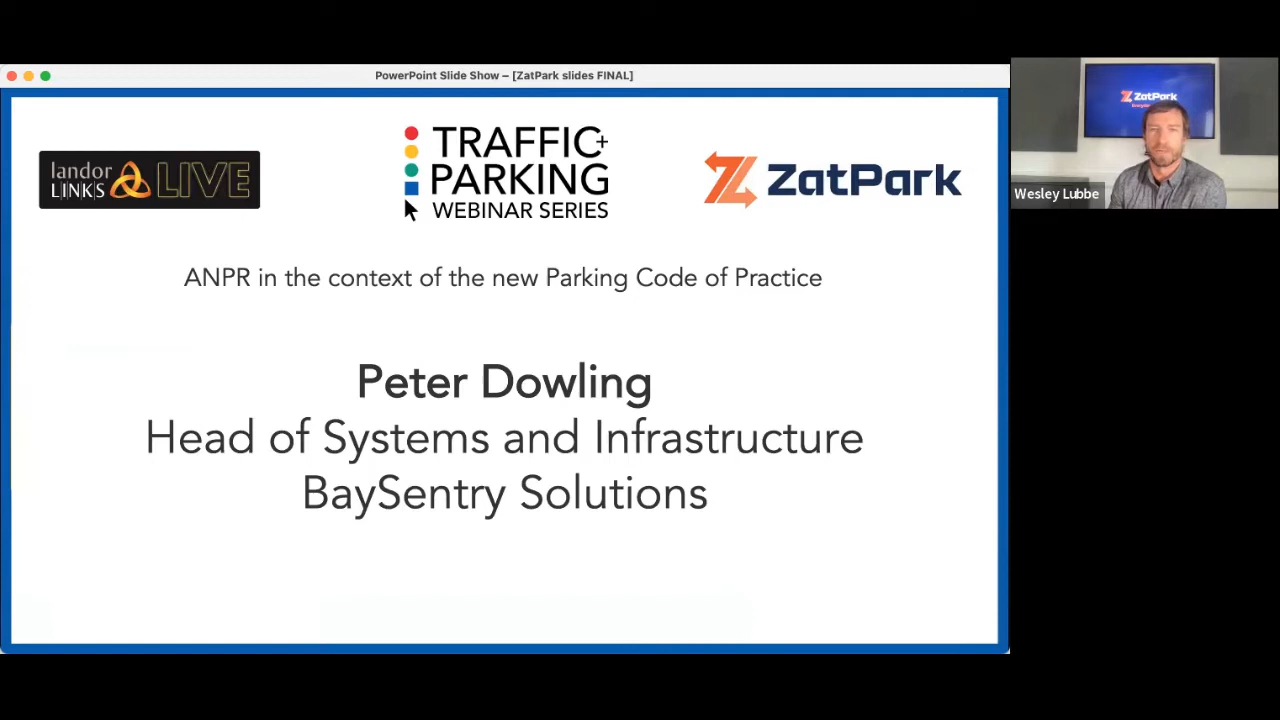 PowerPoint Slide Show – [ZatPark slides FINAL]
landor
LINKS
LIVE
TRAFFIC+
PARKING
WEBINAR SERIES
ZatPark
ANPR in the context of the new Parking Code of Practice
Peter Dowling
Head of Systems and Infrastructure
BaySentry Solutions
ZatPark
Wesley Lubbe